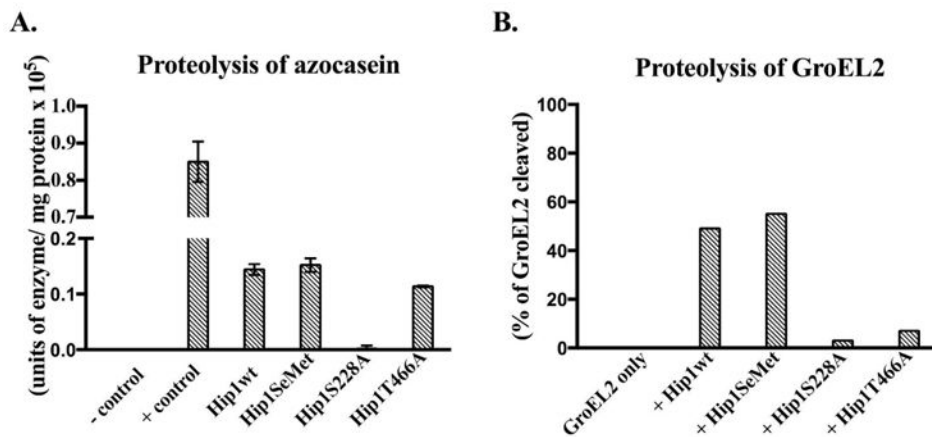 A.
Proteolysis of azocasein
(units of enzyme/ mg protein x 10⁵)
1.0
0.9
0.8
0.7
0.2
0.1
0.0
- control
+ control
Hip1wt
Hip1SeMet
Hip1S228A
Hip1T466A
B.
Proteolysis of GroEL2
(% of GroEL2 cleaved)
100
80
60
40
20
0
GroEL2 only
+ Hip1wt
+ Hip1SeMet
+ Hip1S228A
+ Hip1T466A